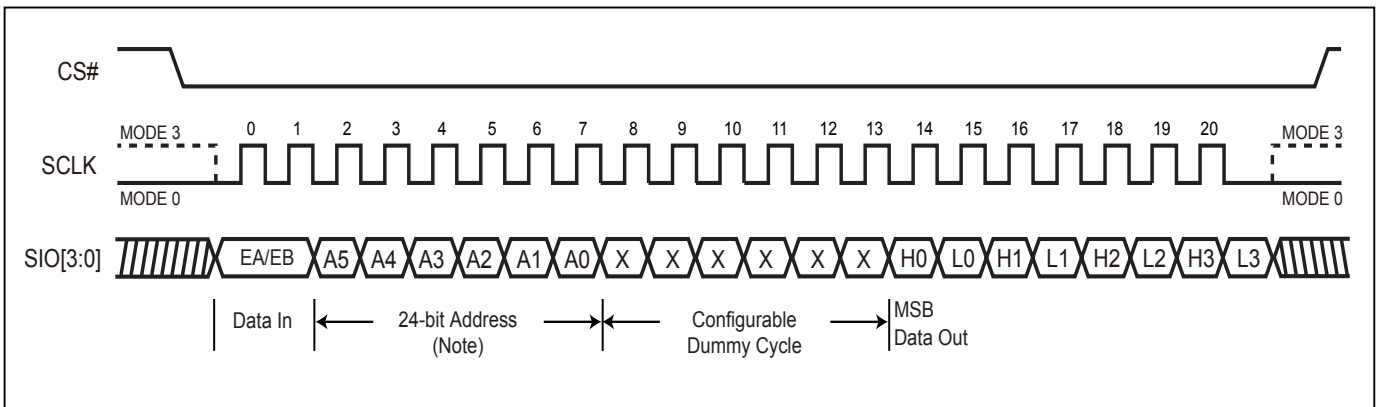 CS#
MODE 3 0 1 2 3 4 5 6 7 8 9 10 11 12 13 14 15 16 17 18 19 20 MODE 3
SCLK
MODE 0 MODE 0
SIO[3:0] EA/EB A5 A4 A3 A2 A1 A0 X X X X X X H0 L0 H1 L1 H2 L2 H3 L3
Data In 24-bit Address (Note) Configurable Dummy Cycle MSB Data Out